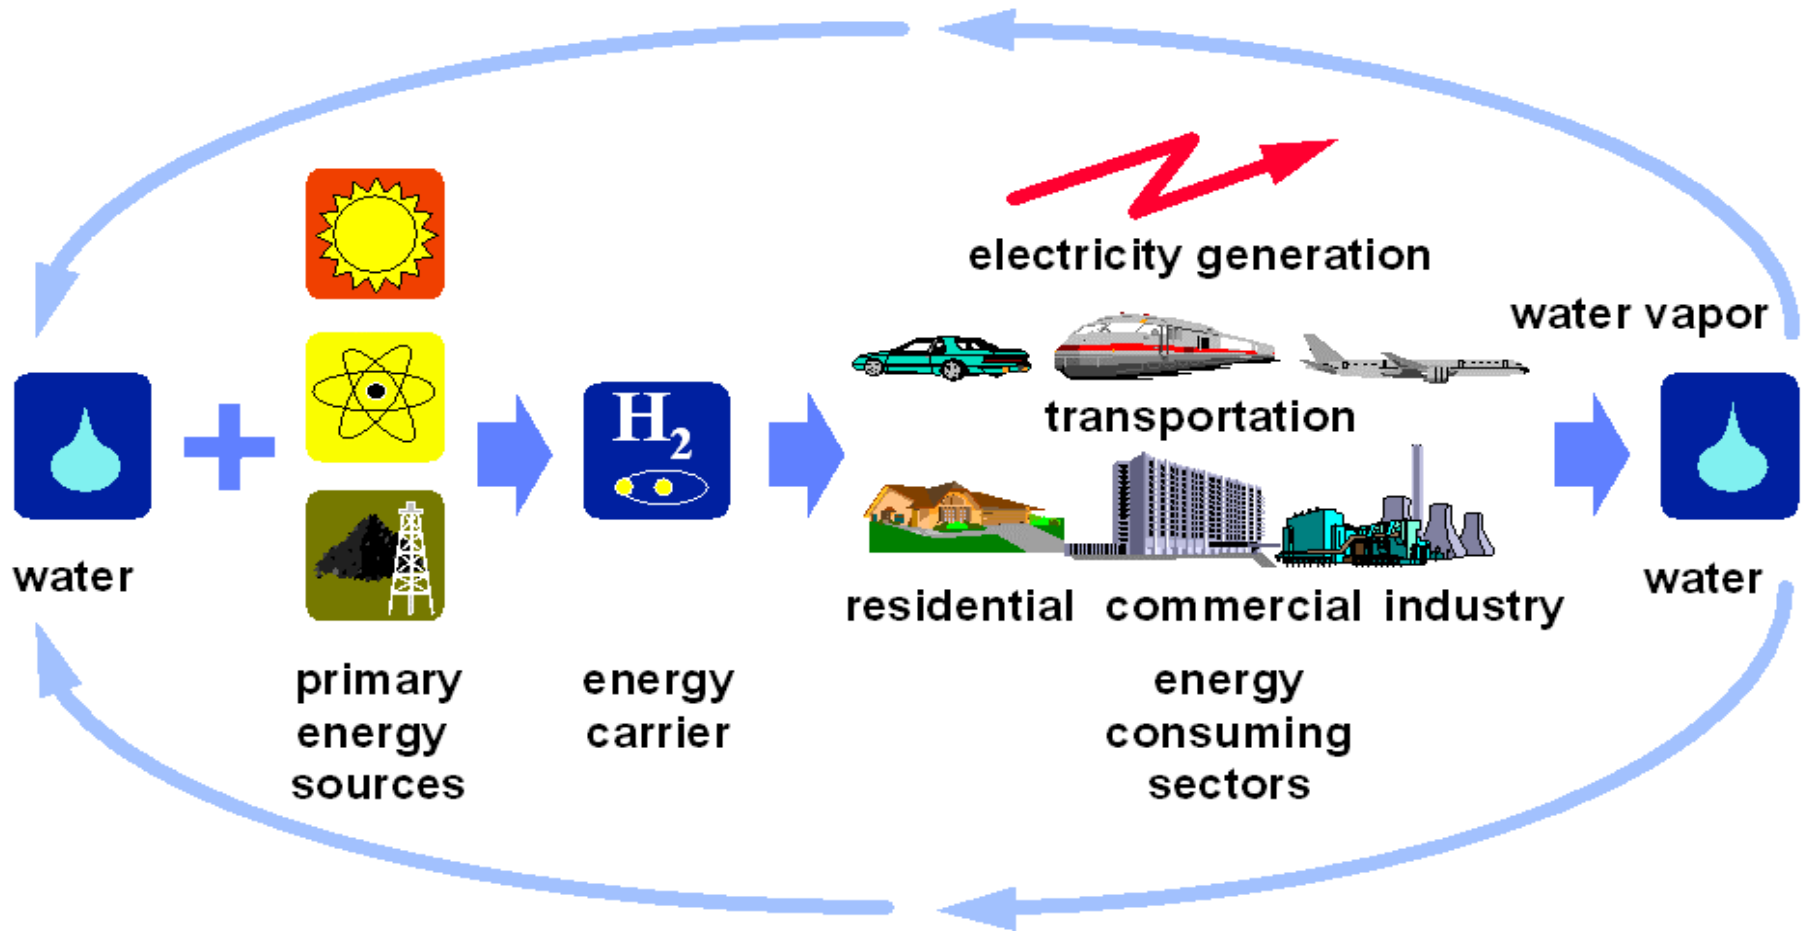 electricity generation
water vapor
transportation
H2
water
water
residential commercial industry
primary
energy
sources
energy
carrier
energy
consuming
sectors